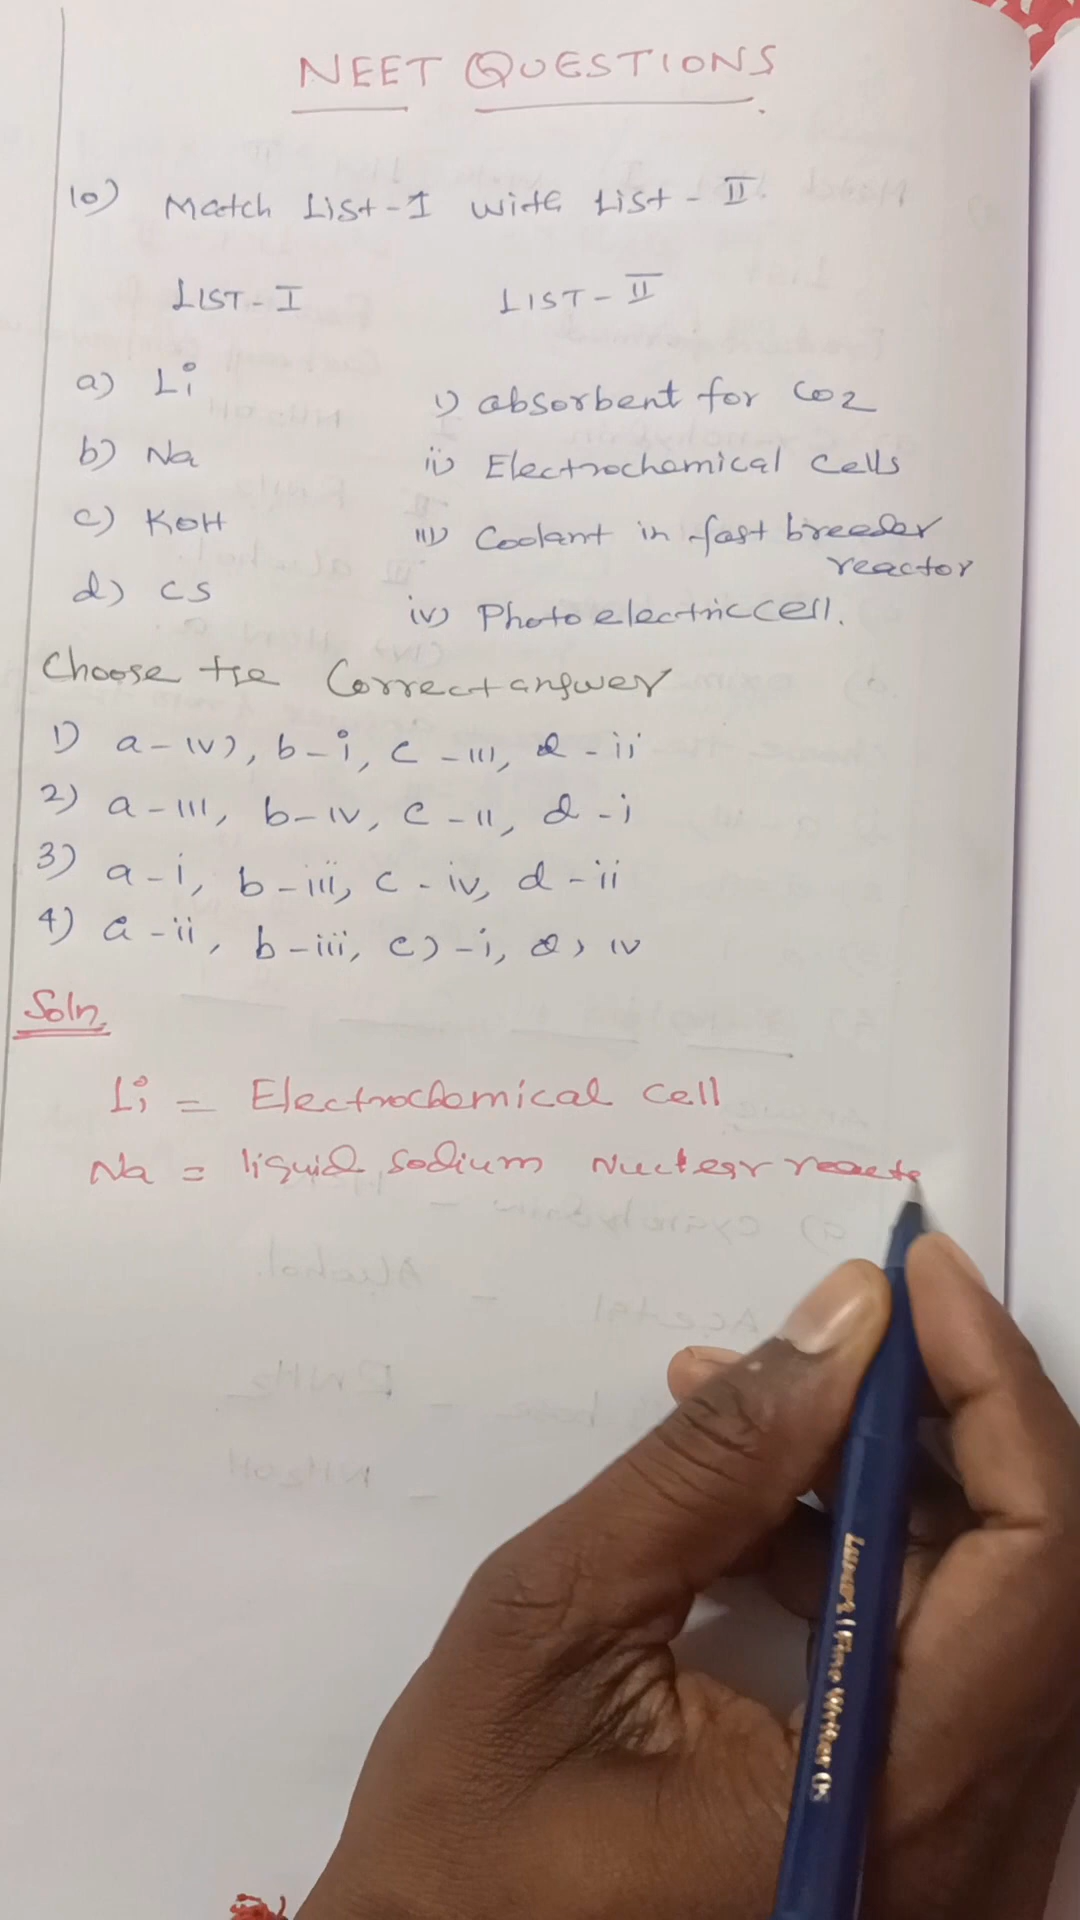 NEET QUESTIONS
10) Match List-I with List-II
LIST-I LIST-II
a) Li i) absorbent for CO2
b) Na ii) Electrochemical cells
c) KOH iii) Coolant in fast breeder reactor
d) CS iv) Photo electric cell.
Choose the Correct answer
1) a-iv), b-i, c-iii, d-ii
2) a-iii, b-iv, c-ii, d-i
3) a-i, b-iii, c-iv, d-ii
4) a-ii, b-iii, c)-i, d) iv
Soln
Li = Electrochemical cell
Na = liquid sodium Nuclear reacto